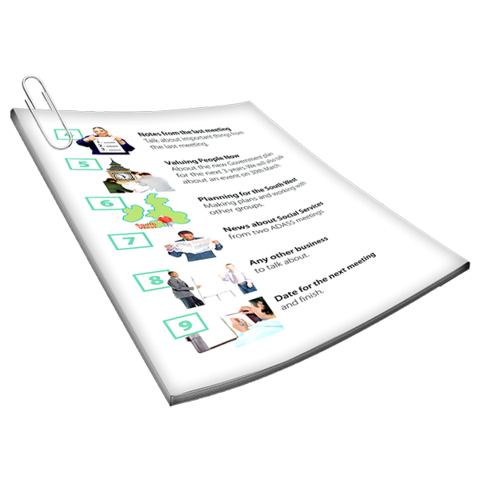 4
Notes from the last meeting
Talk about important things from
the last meeting.
5
Valuing People Now
About the new Government plan
for the next 3 years. We will also talk
about an event on 30th March
6
Planning for the South West
Making plans and working with
other groups.
7
News about Social Services
from two ADASS meetings
8
Any other business
to talk about.
9
Date for the next meeting
and finish.